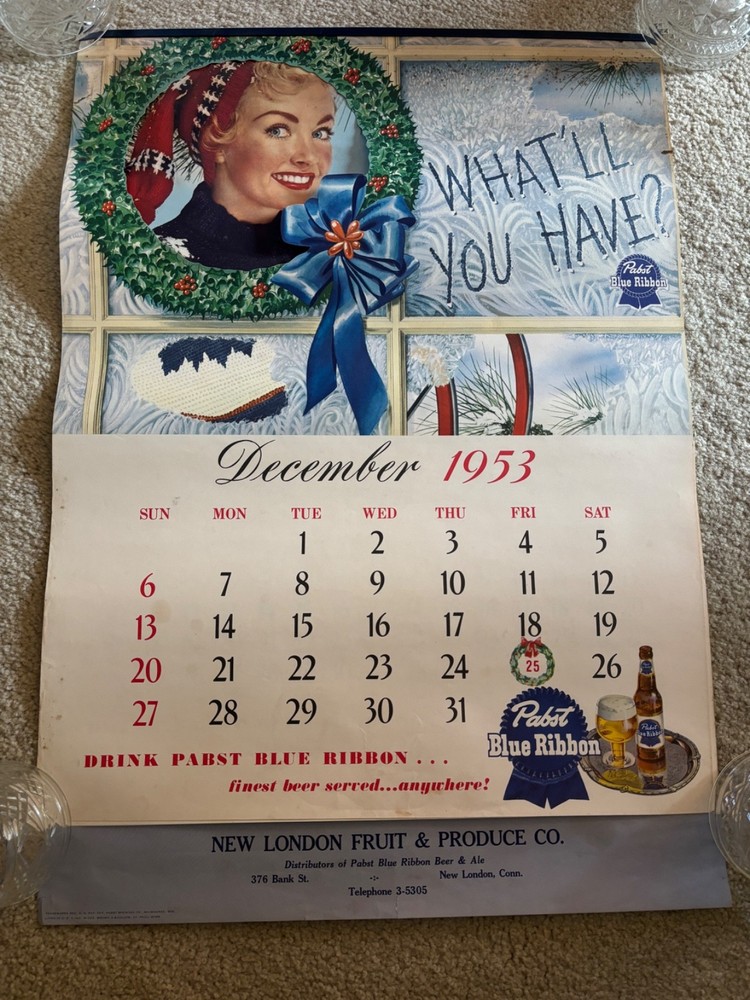 WHAT'LL
YOU HAVE?
Pabst
Blue Ribbon
December 1953
SUN MON TUE WED THU FRI SAT
1 2 3 4 5
6 7 8 9 10 11 12
13 14 15 16 17 18 19
20 21 22 23 24 25 26
27 28 29 30 31
Pabst
Blue Ribbon
DRINK PABST BLUE RIBBON . . .
finest beer served...anywhere!
NEW LONDON FRUIT & PRODUCE CO.
Distributors of Pabst Blue Ribbon Beer & Ale
376 Bank St. -:- New London, Conn.
Telephone 3-5305